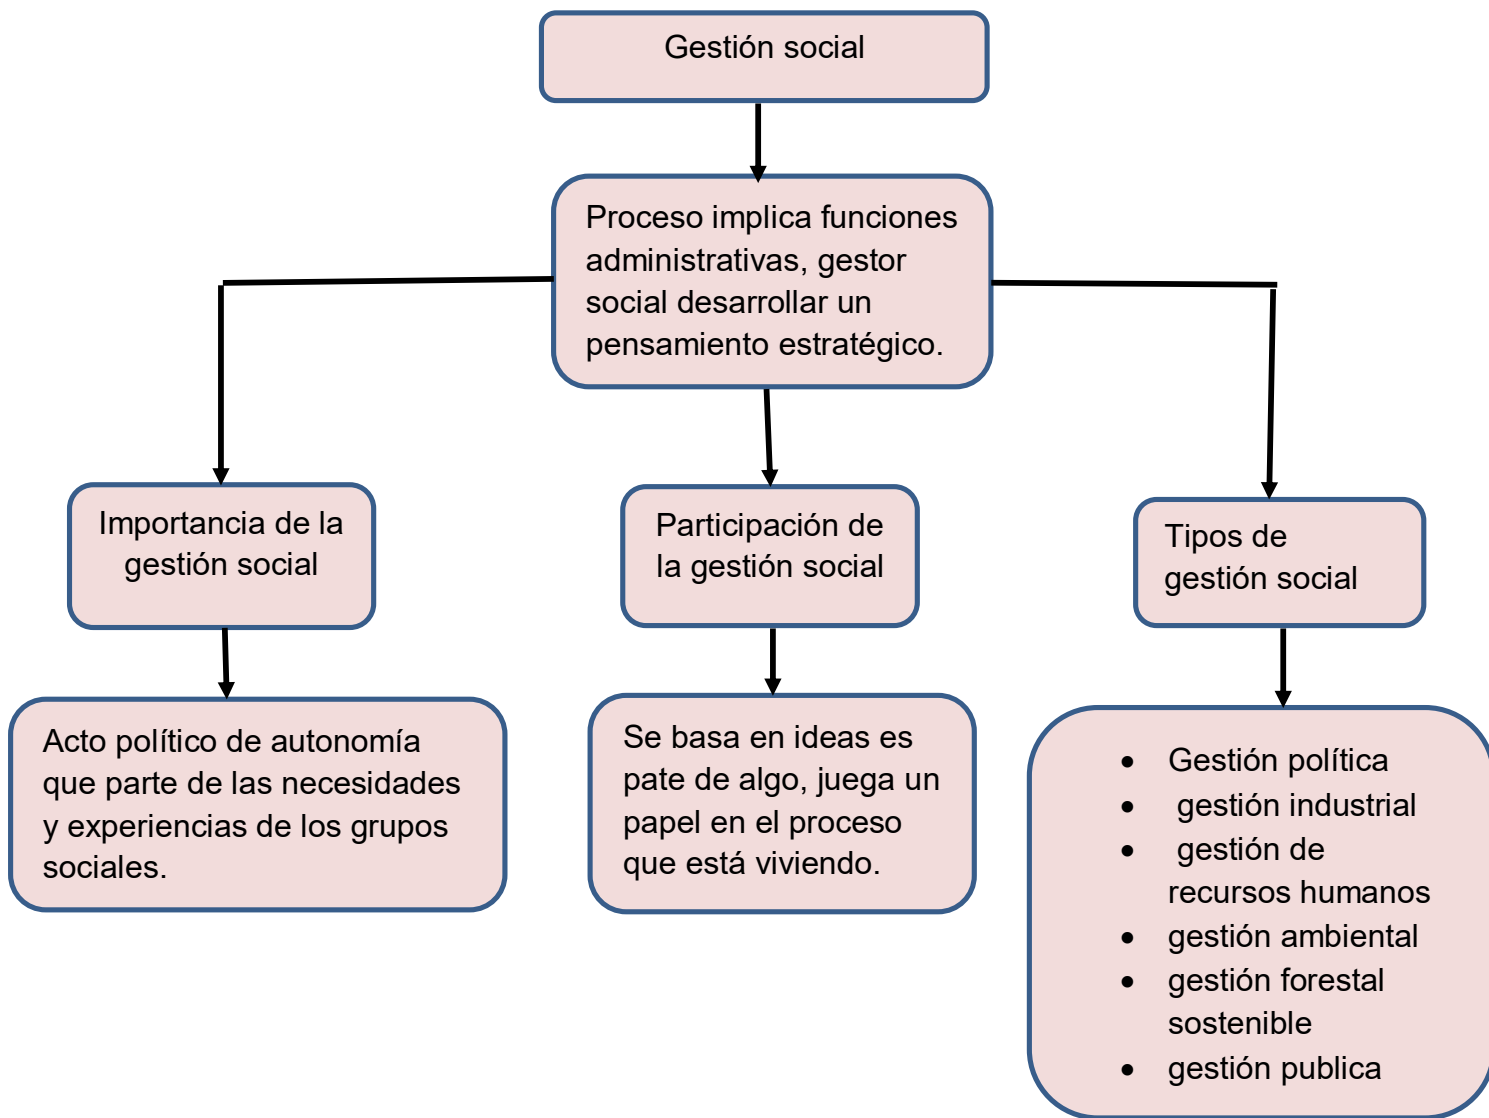 Gestión social
Proceso implica funciones
administrativas, gestor
social desarrollar un
pensamiento estratégico.
Importancia de la
gestión social
Participación de
la gestión social
Tipos de
gestión social
Acto político de autonomía
que parte de las necesidades
y experiencias de los grupos
sociales.
Se basa en ideas es
pate de algo, juega un
papel en el proceso
que está viviendo.
• Gestión política
• gestión industrial
• gestión de
recursos humanos
• gestión ambiental
• gestión forestal
sostenible
• gestión publica